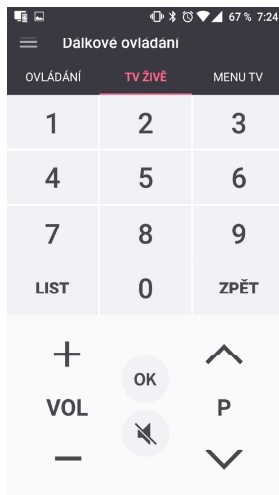 67 % 7:24
Dálkové ovládání
OVLÁDÁNÍ TV ŽIVĚ MENU TV
1 2 3
4 5 6
7 8 9
LIST 0 ZPĚT
OK
VOL P